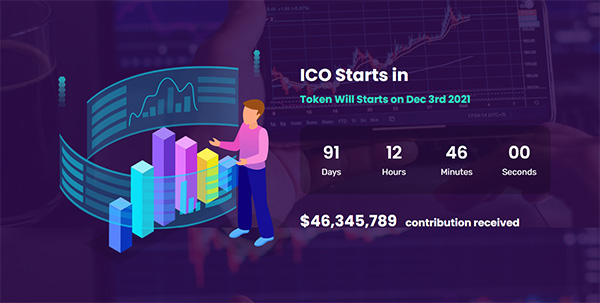 ICO Starts in
Token Will Starts on Dec 3rd 2021
91 12 46 00
Days Hours Minutes Seconds
$46,345,789 contribution received